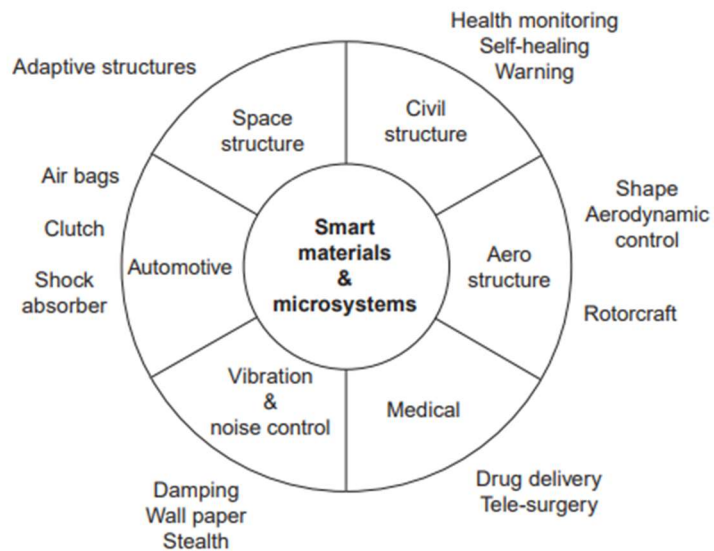 Health monitoring
Self-healing
Warning
Adaptive structures
Space
structure
Civil
structure
Air bags
Clutch
Shock
absorber
Automotive
Smart
materials
&
microsystems
Aero
structure
Shape
Aerodynamic
control
Rotorcraft
Vibration
&
noise control
Medical
Damping
Wall paper
Stealth
Drug delivery
Tele-surgery